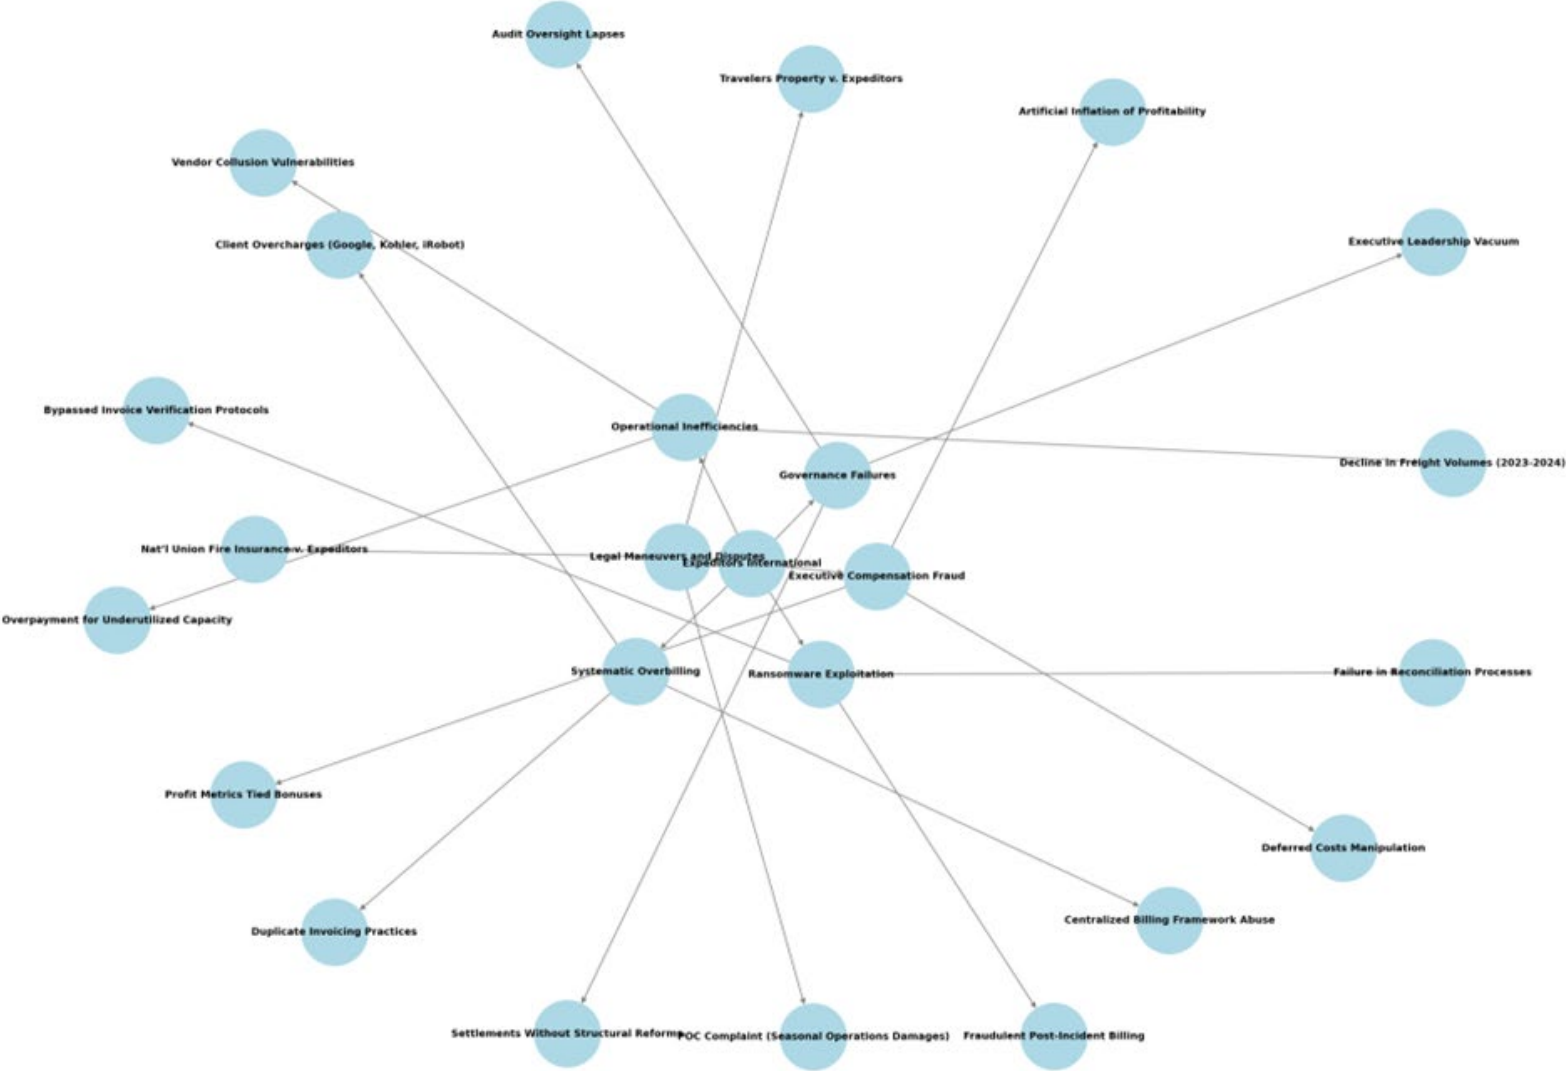 Audit Oversight Lapses
Travelers Property v. Expeditors
Artificial Inflation of Profitability
Vendor Collusion Vulnerabilities
Executive Leadership Vacuum
Client Overcharges (Google, Kohler, iRobot)
Bypassed Invoice Verification Protocols
Operational Inefficiencies
Decline in Freight Volumes (2023-2024)
Governance Failures
Nat'l Union Fire Insurance v. Expeditors
Legal Maneuvers and Disputes
Expeditors International
Executive Compensation Fraud
Overpayment for Underutilized Capacity
Systematic Overbilling
Ransomware Exploitation
Failure in Reconciliation Processes
Profit Metrics Tied Bonuses
Deferred Costs Manipulation
Centralized Billing Framework Abuse
Duplicate Invoicing Practices
Settlements Without Structural Reforms
Complaint (Seasonal Operations Damages)
Fraudulent Post-Incident Billing